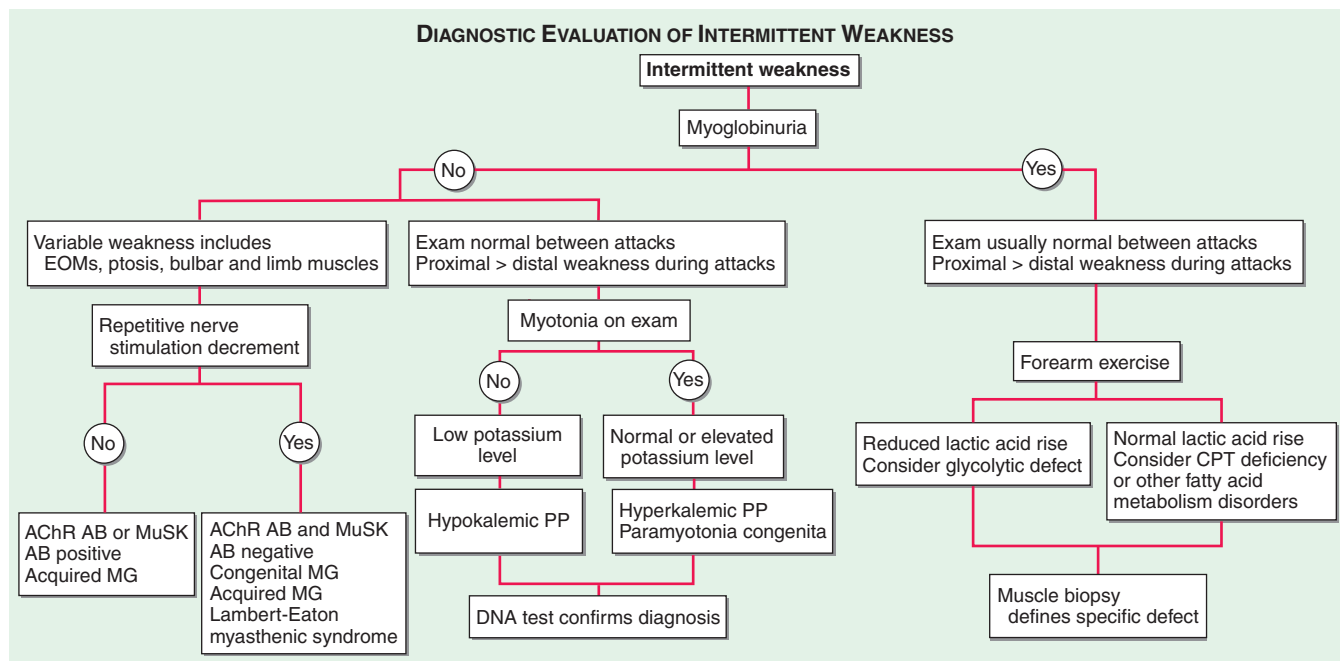 DIAGNOSTIC EVALUATION OF INTERMITTENT WEAKNESS
Intermittent weakness
Myoglobinuria
No
Yes
Variable weakness includes
EOMs, ptosis, bulbar and limb muscles
Exam normal between attacks
Proximal > distal weakness during attacks
Exam usually normal between attacks
Proximal > distal weakness during attacks
Repetitive nerve
stimulation decrement
Myotonia on exam
Forearm exercise
No
Yes
No
Yes
AChR AB or MuSK
AB positive
Acquired MG
AChR AB and MuSK
AB negative
Congenital MG
Acquired MG
Lambert-Eaton
myasthenic syndrome
Low potassium
level
Normal or elevated
potassium level
Hypokalemic PP
Hyperkalemic PP
Paramyotonia congenita
DNA test confirms diagnosis
Reduced lactic acid rise
Consider glycolytic defect
Normal lactic acid rise
Consider CPT deficiency
or other fatty acid
metabolism disorders
Muscle biopsy
defines specific defect